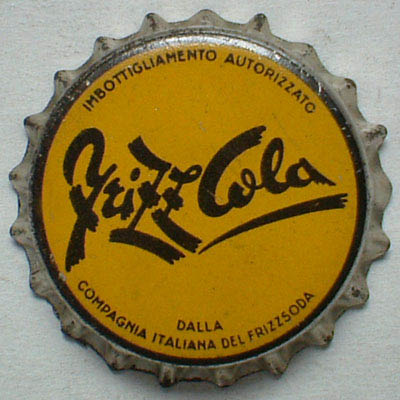 IMBOTTIGLIAMENTO AUTORIZZATO
Frizz Cola
DALLA
COMPAGNIA ITALIANA DEL FRIZZSODA